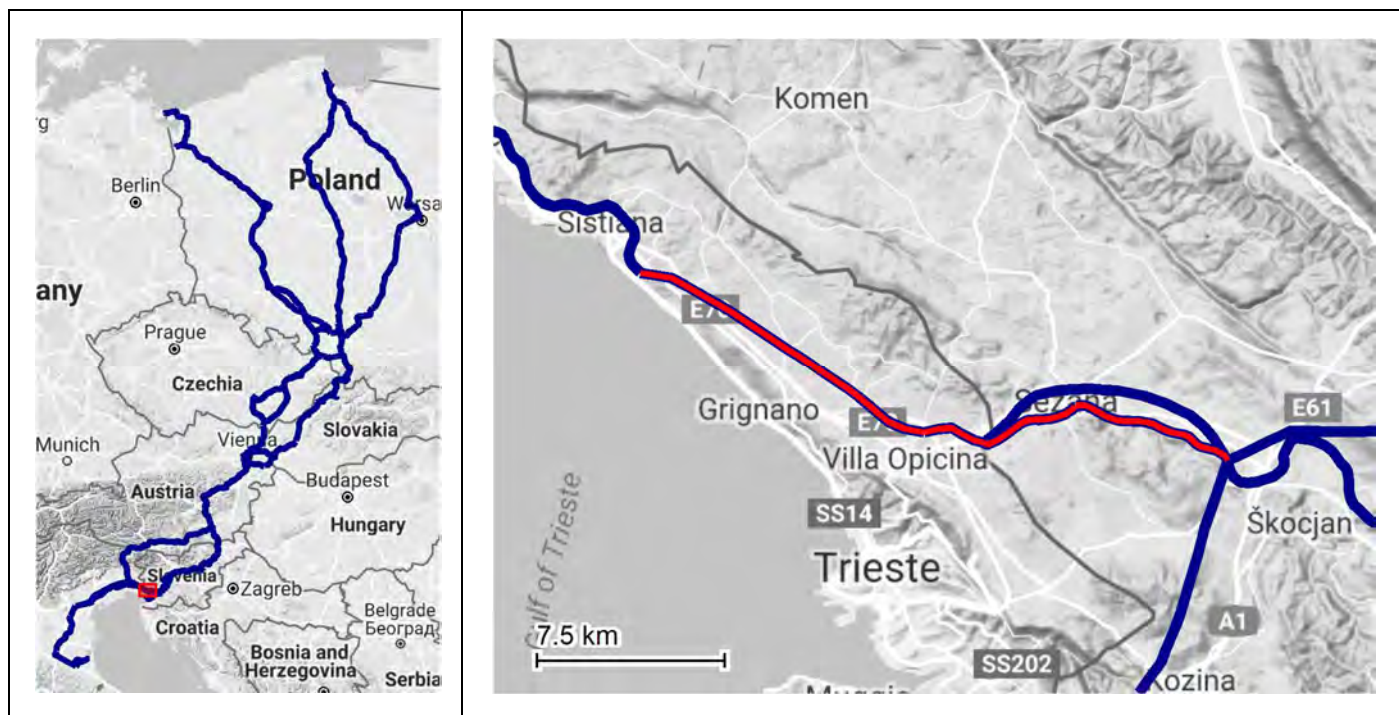 Berlin
Poland
Warsa
any
Prague
Czechia
Munich
Vienna
Slovakia
Austria
Budapest
Hungary
Slovenia
Zagreb
Croatia
Belgrade
Београд
Bosnia and
Herzegovina
Serbia
Komen
Sistiana
E70
Grignano
E70
Sežana
E61
Villa Opicina
SS14
Škocjan
Trieste
Gulf of Trieste
7.5 km
A1
SS202
Kozina